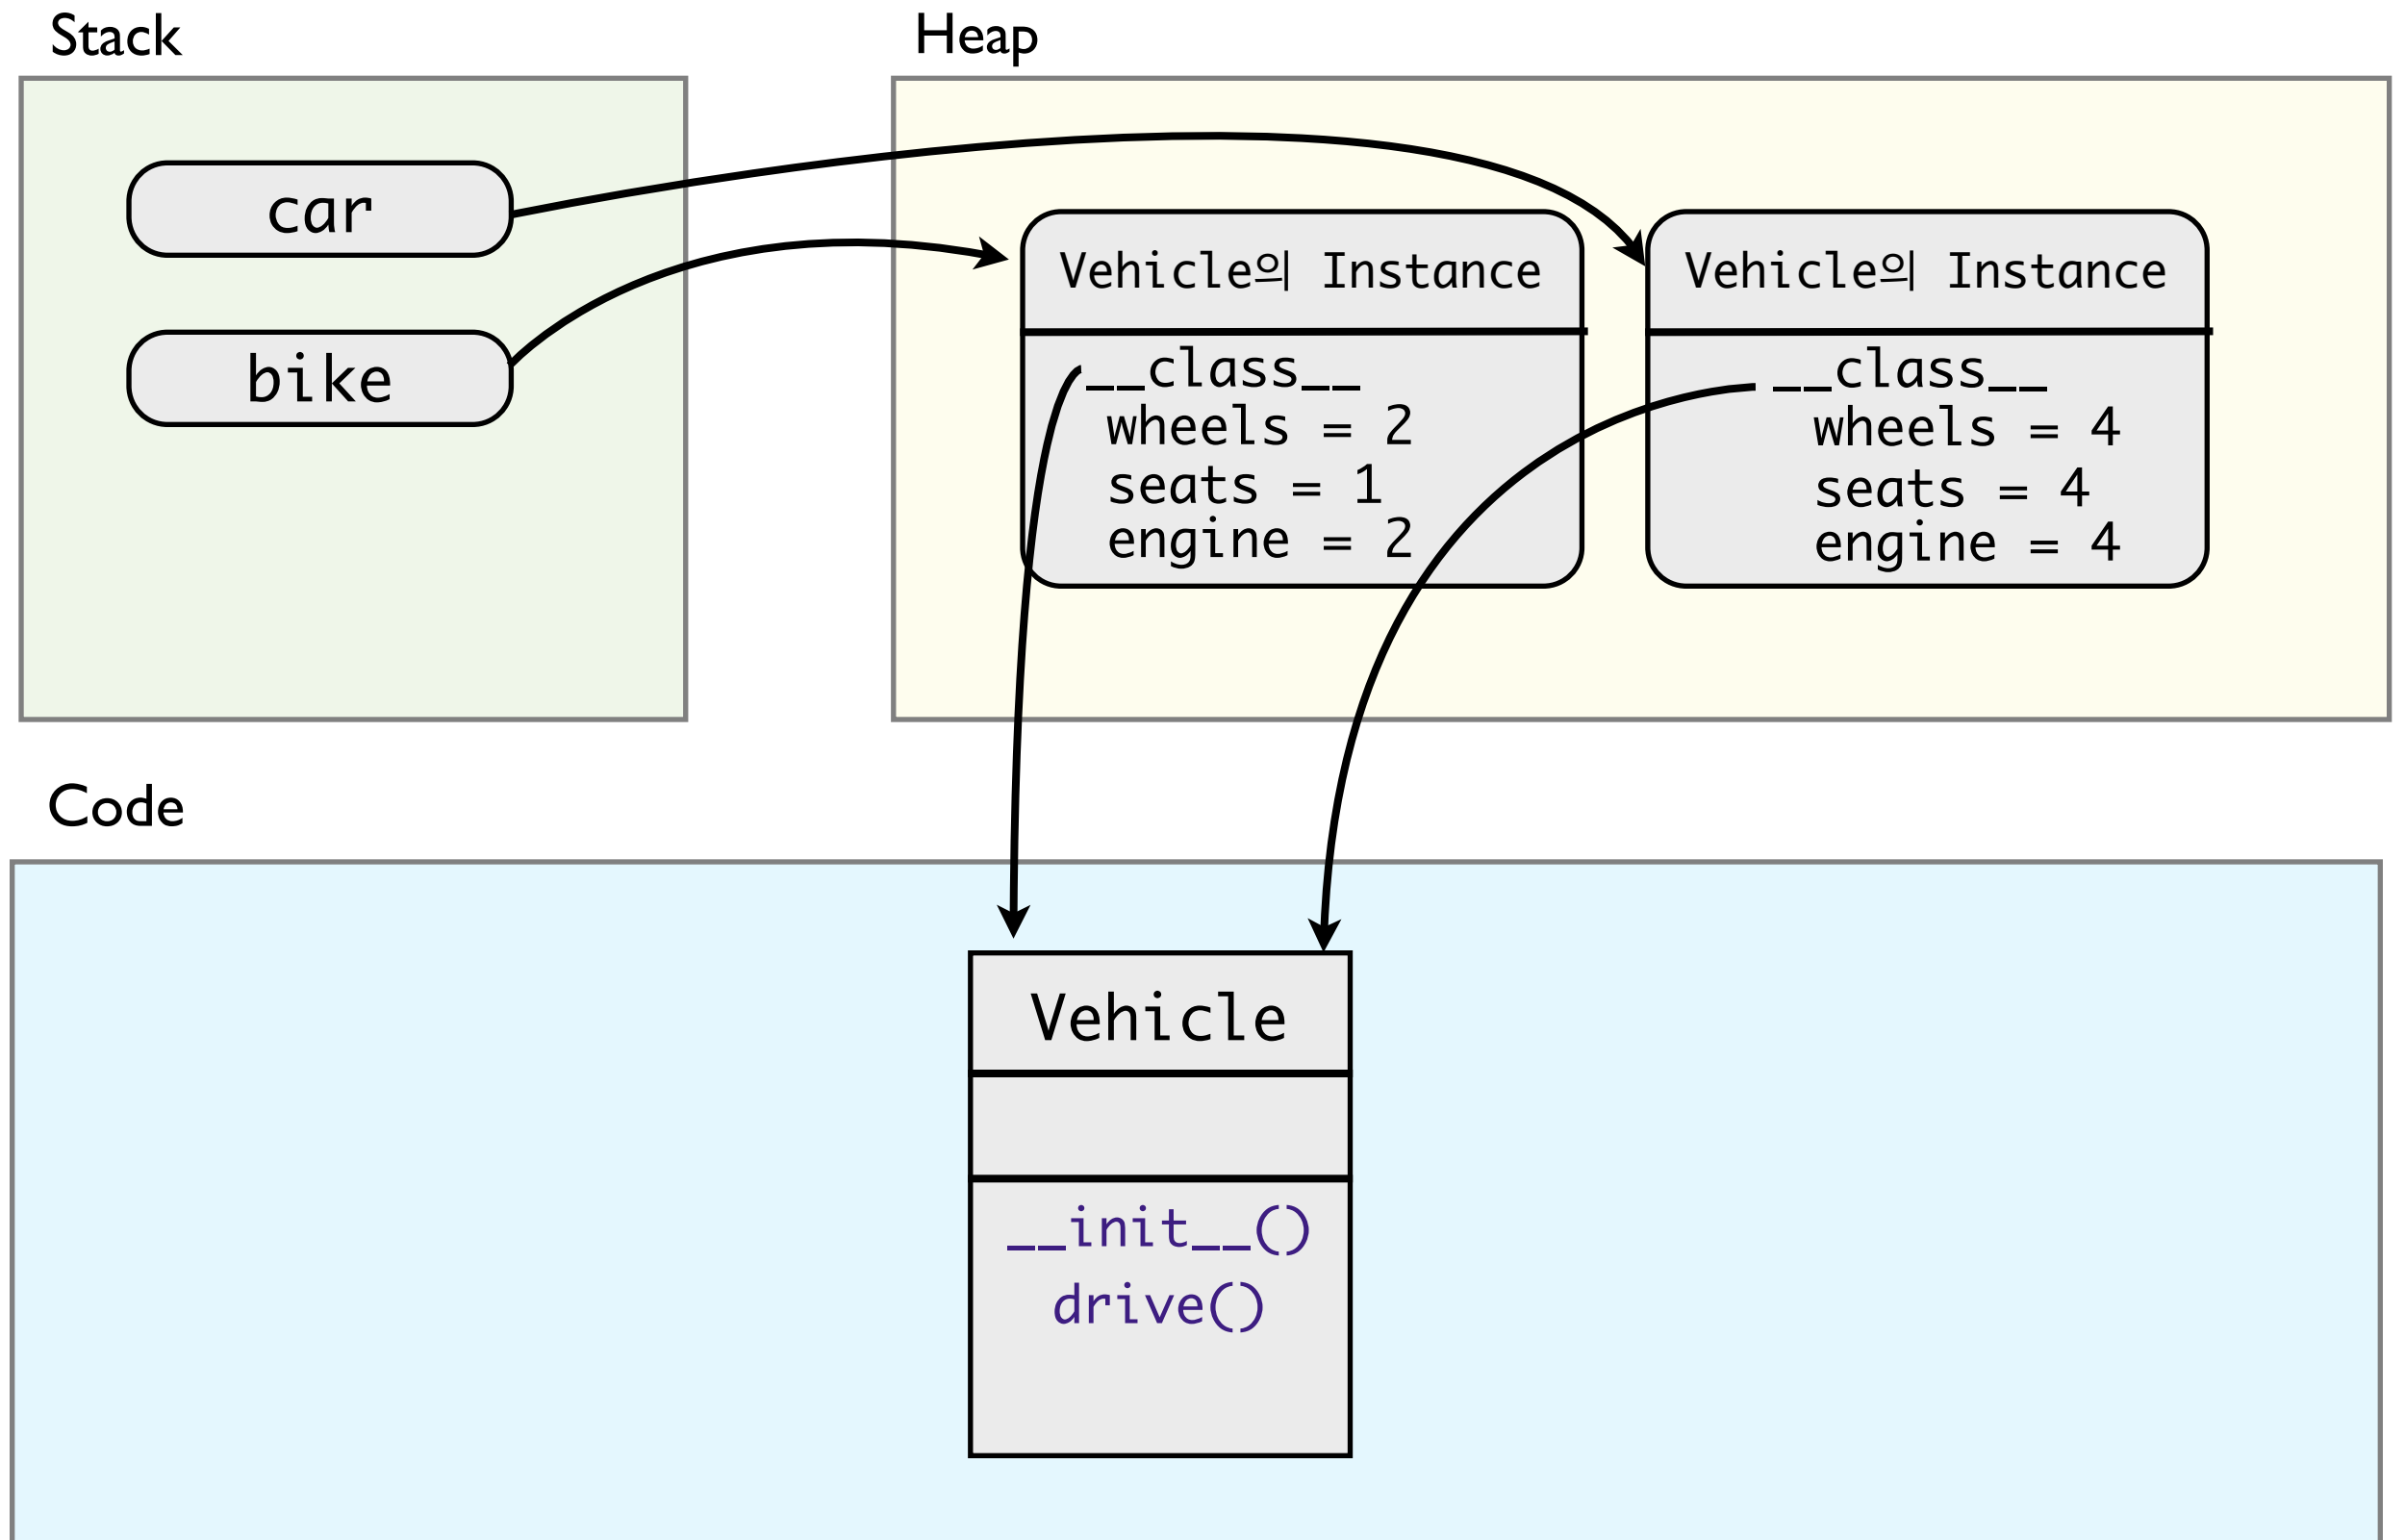 Stack
Heap
car
bike
Vehicle의 Instance
__class__
wheels = 2
seats = 1
engine = 2
Vehicle의 Instance
__class__
wheels = 4
seats = 4
engine = 4
Code
Vehicle
__init__()
drive()